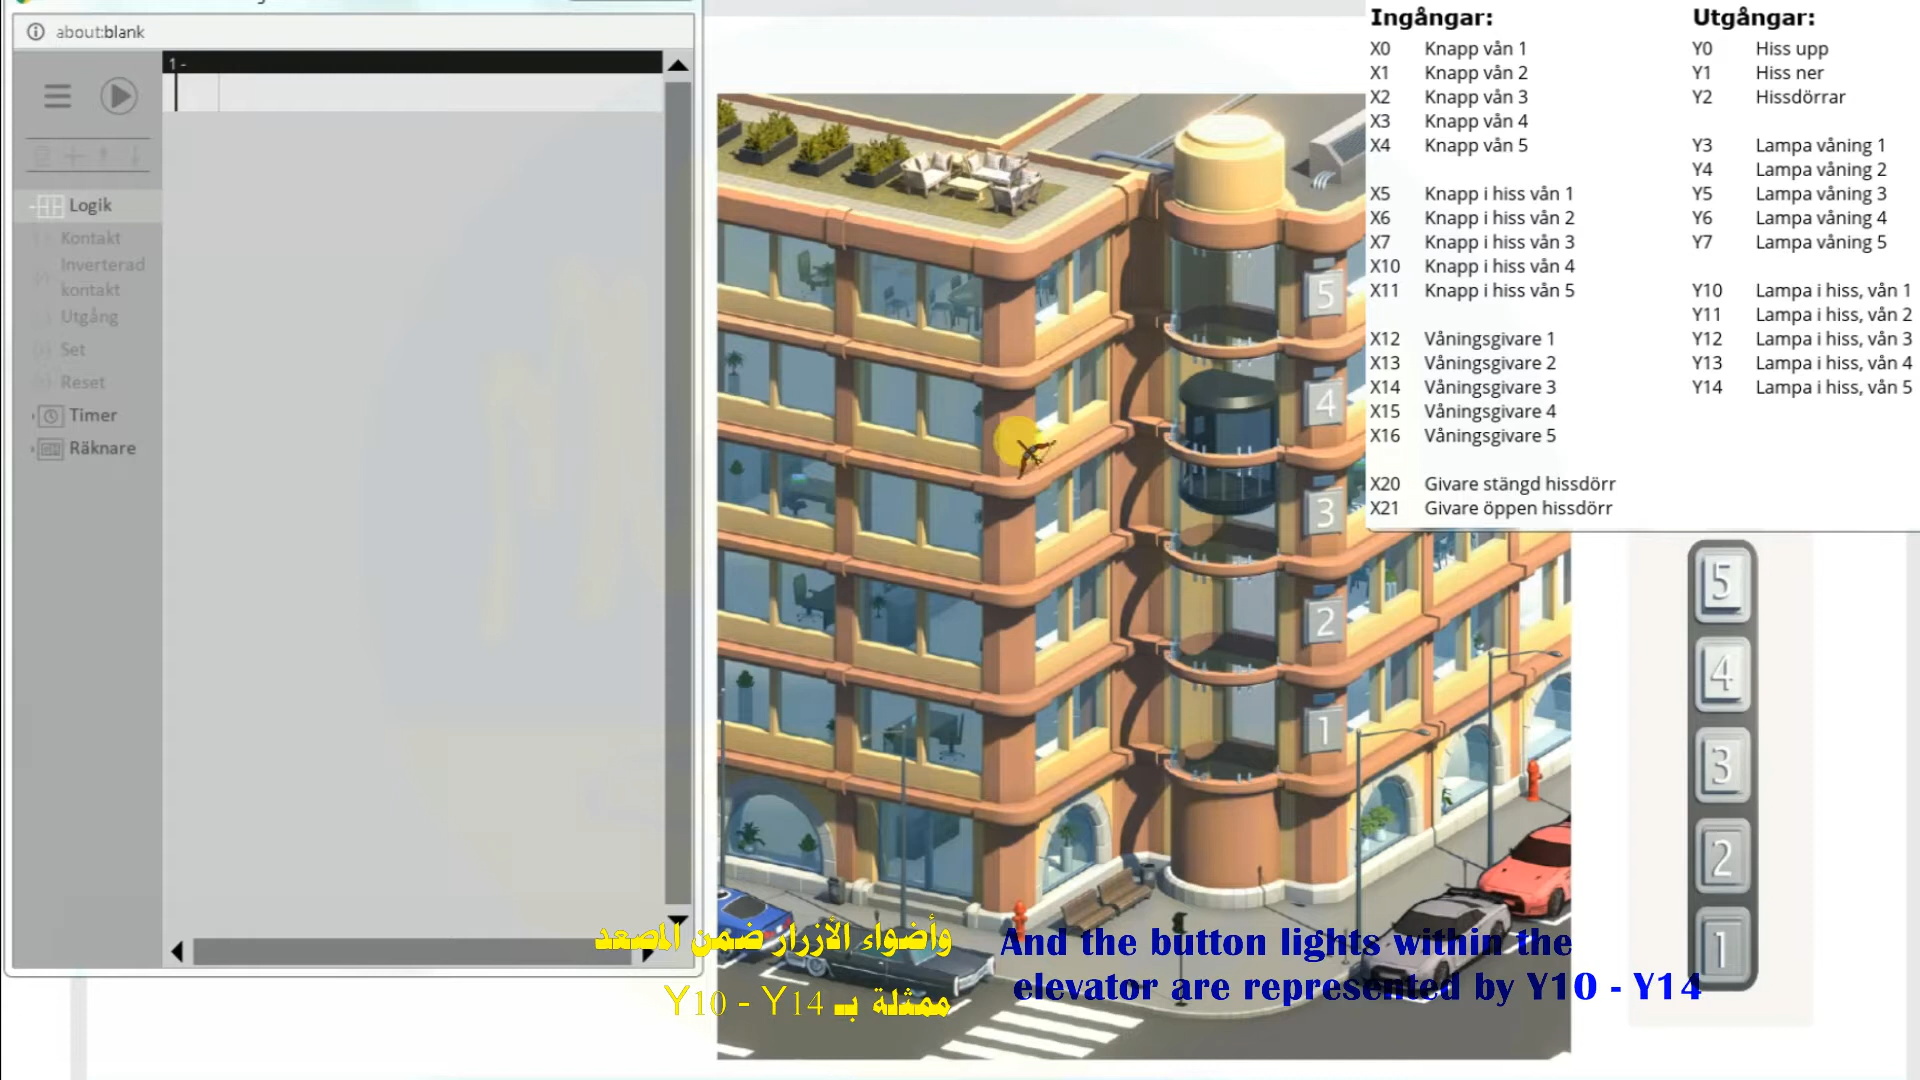 about:blank
1 -
Logik
Kontakt
Inverterad
kontakt
Utgång
Set
Reset
Timer
Räknare
Ingångar:
X0 Knapp vån 1
X1 Knapp vån 2
X2 Knapp vån 3
X3 Knapp vån 4
X4 Knapp vån 5
X5 Knapp i hiss vån 1
X6 Knapp i hiss vån 2
X7 Knapp i hiss vån 3
X10 Knapp i hiss vån 4
X11 Knapp i hiss vån 5
X12 Våningsgivare 1
X13 Våningsgivare 2
X14 Våningsgivare 3
X15 Våningsgivare 4
X16 Våningsgivare 5
X20 Givare stängd hissdörr
X21 Givare öppen hissdörr
Utgångar:
Y0 Hiss upp
Y1 Hiss ner
Y2 Hissdörrar
Y3 Lampa våning 1
Y4 Lampa våning 2
Y5 Lampa våning 3
Y6 Lampa våning 4
Y7 Lampa våning 5
Y10 Lampa i hiss, vån 1
Y11 Lampa i hiss, vån 2
Y12 Lampa i hiss, vån 3
Y13 Lampa i hiss, vån 4
Y14 Lampa i hiss, vån 5
5
4
3
2
1
5
4
3
2
1
وأضواء الأزرار ضمن المصعد
ممثلة بـ Y10 - Y14
And the button lights within the
elevator are represented by Y10 - Y14